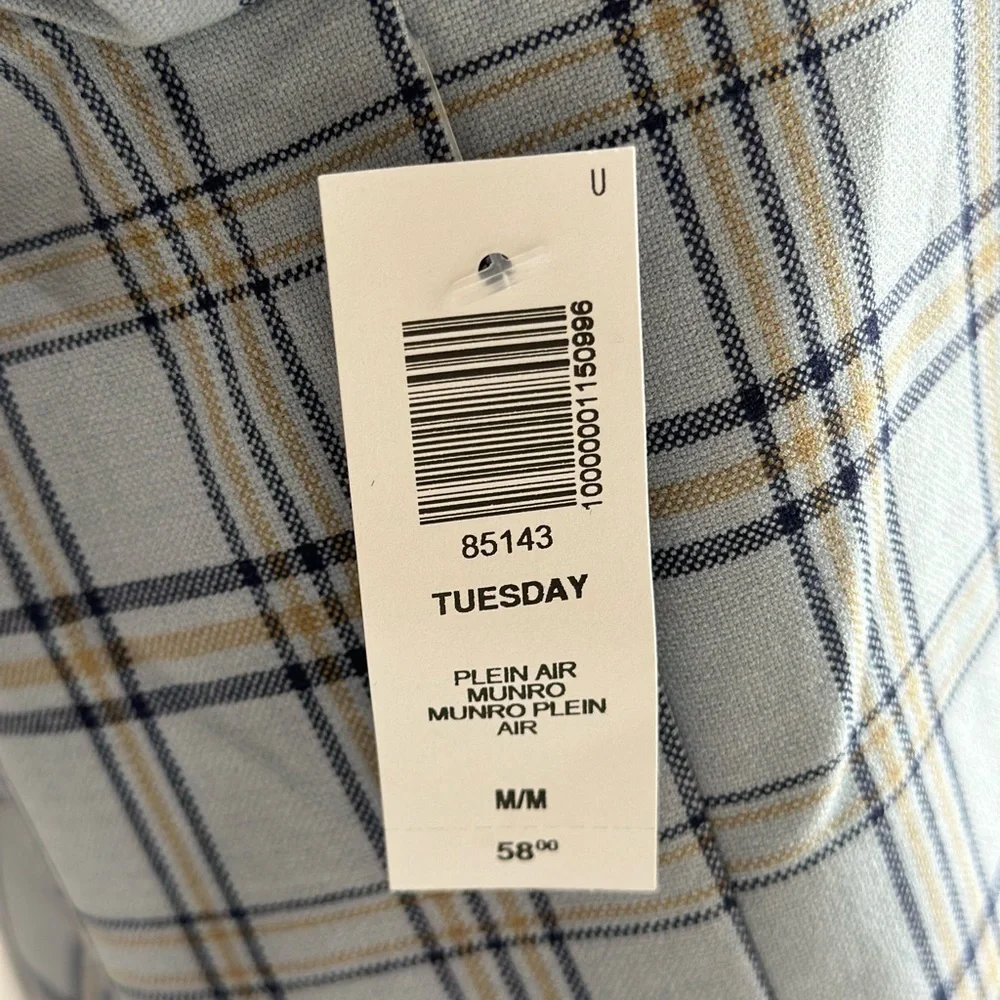 U
10000001150996
85143
TUESDAY
PLEIN AIR
MUNRO
MUNRO PLEIN
AIR
M/M
58⁰⁰